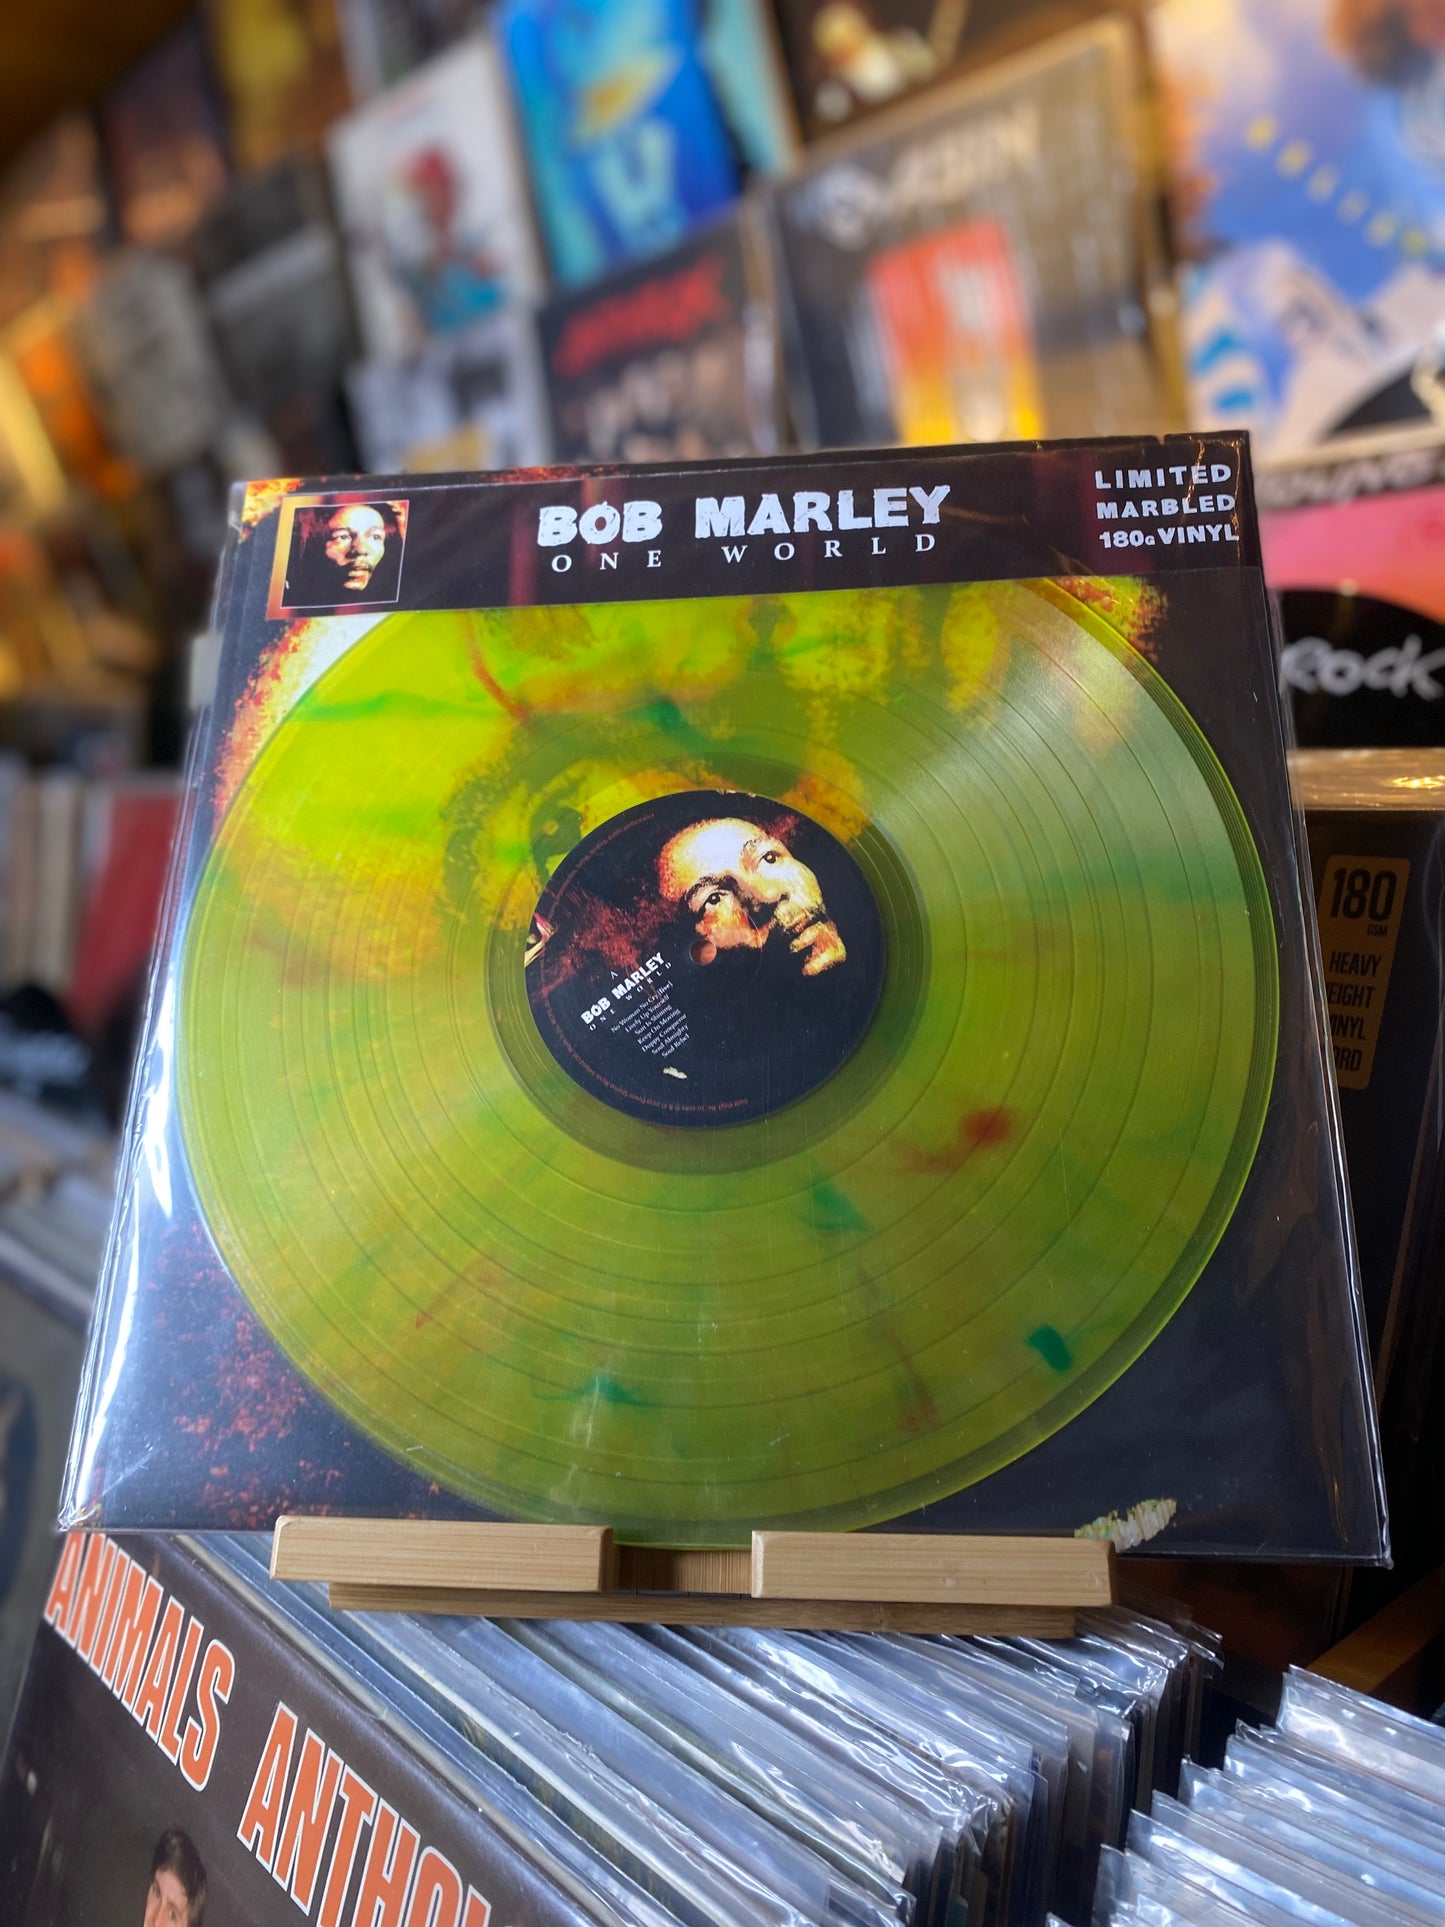 BOB MARLEY
ONE WORLD
LIMITED
MARBLED
180G VINYL
A
BOB MARLEY
ONE WORLD
No Woman No Cry [live]
Lively Up Yourself
Sun Is Shining
Keep On Moving
Duppy Conqueror
Soul Almighty
Soul Rebel
ROCK
180
GSM
HEAVY
EIGHT
INYL
ORD
ANIMALS ANTHO